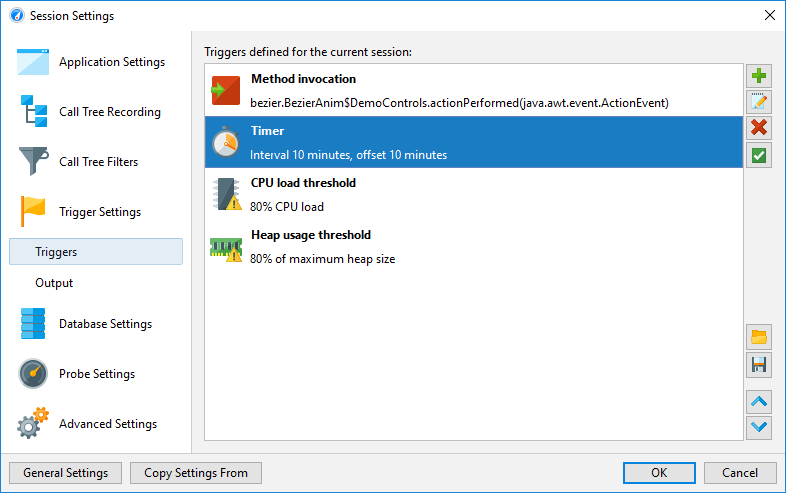 Session Settings
Application Settings
Call Tree Recording
Call Tree Filters
Trigger Settings
Triggers
Output
Database Settings
Probe Settings
Advanced Settings
Triggers defined for the current session:
Method invocation
bezier.BezierAnim$DemoControls.actionPerformed(java.awt.event.ActionEvent)
Timer
Interval 10 minutes, offset 10 minutes
CPU load threshold
80% CPU load
Heap usage threshold
80% of maximum heap size
General Settings
Copy Settings From
OK
Cancel